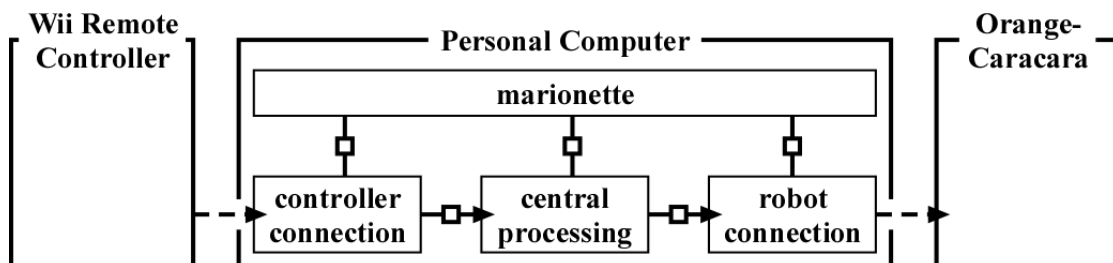 Wii Remote
Controller
Personal Computer
Orange-
Caracara
marionette
controller
connection
central
processing
robot
connection